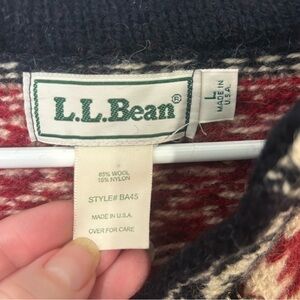 L.L.Bean®
L
MADE IN
U.S.A.
85% WOOL
15% NYLON
STYLE# BA45
MADE IN U.S.A.
OVER FOR CARE